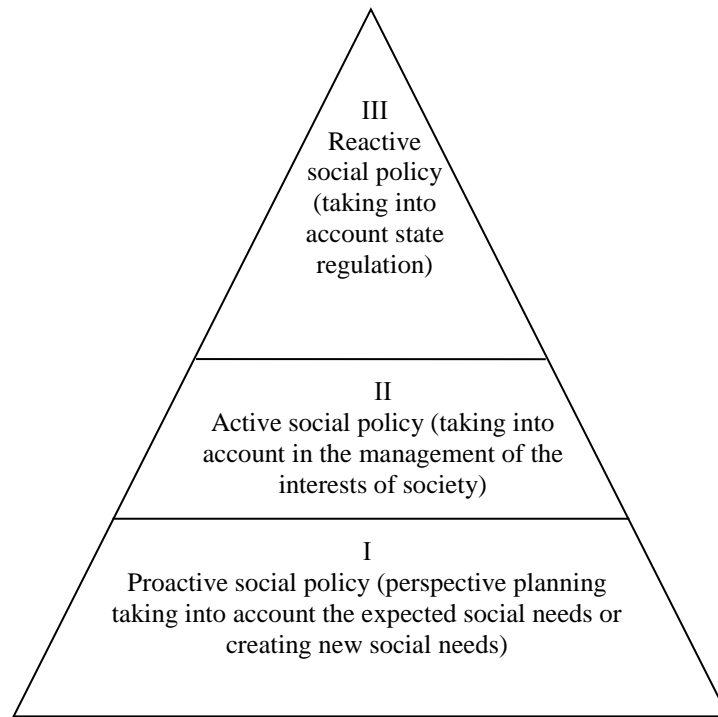 III
Reactive
social policy
(taking into
account state
regulation)
II
Active social policy (taking into
account in the management of the
interests of society)
I
Proactive social policy (perspective planning
taking into account the expected social needs or
creating new social needs)